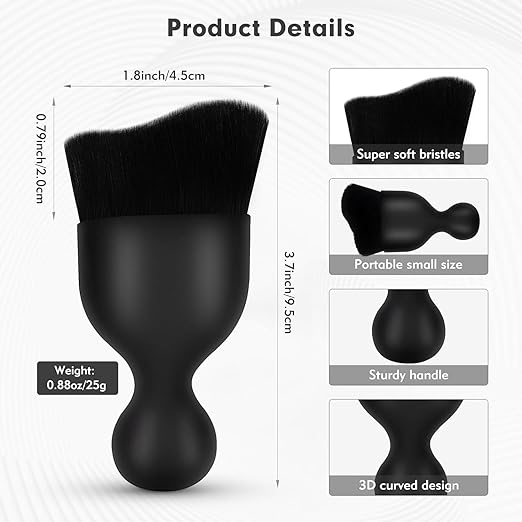 Product Details
1.8inch/4.5cm
0.79inch/2.0cm
3.7inch/9.5cm
Weight:
0.88oz/25g
Super soft bristles
Portable small size
Sturdy handle
3D curved design